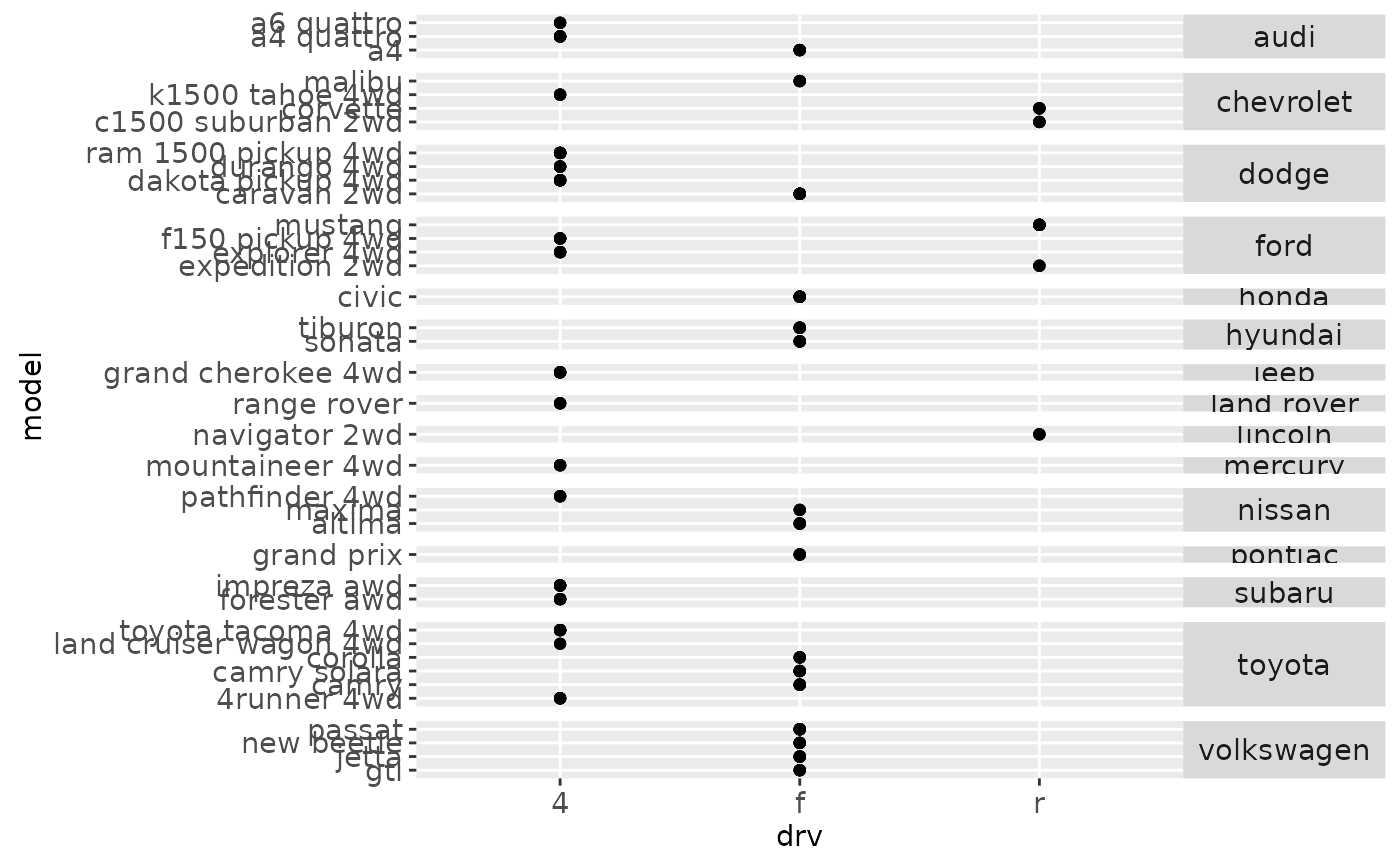 a6 quattro
a4 quattro
a4
audi
malibu
k1500 tahoe 4wd
corvette
c1500 suburban 2wd
chevrolet
ram 1500 pickup 4wd
durango 4wd
dakota pickup 4wd
caravan 2wd
dodge
mustang
f150 pickup 4wd
explorer 4wd
expedition 2wd
ford
civic
honda
tiburon
sonata
hyundai
grand cherokee 4wd
jeep
range rover
land rover
navigator 2wd
lincoln
mountaineer 4wd
mercury
pathfinder 4wd
maxima
altima
nissan
grand prix
pontiac
impreza awd
forester awd
subaru
toyota tacoma 4wd
land cruiser wagon 4wd
corolla
camry solara
camry
4runner 4wd
toyota
passat
new beetle
jetta
gti
volkswagen
model
4 f r
drv